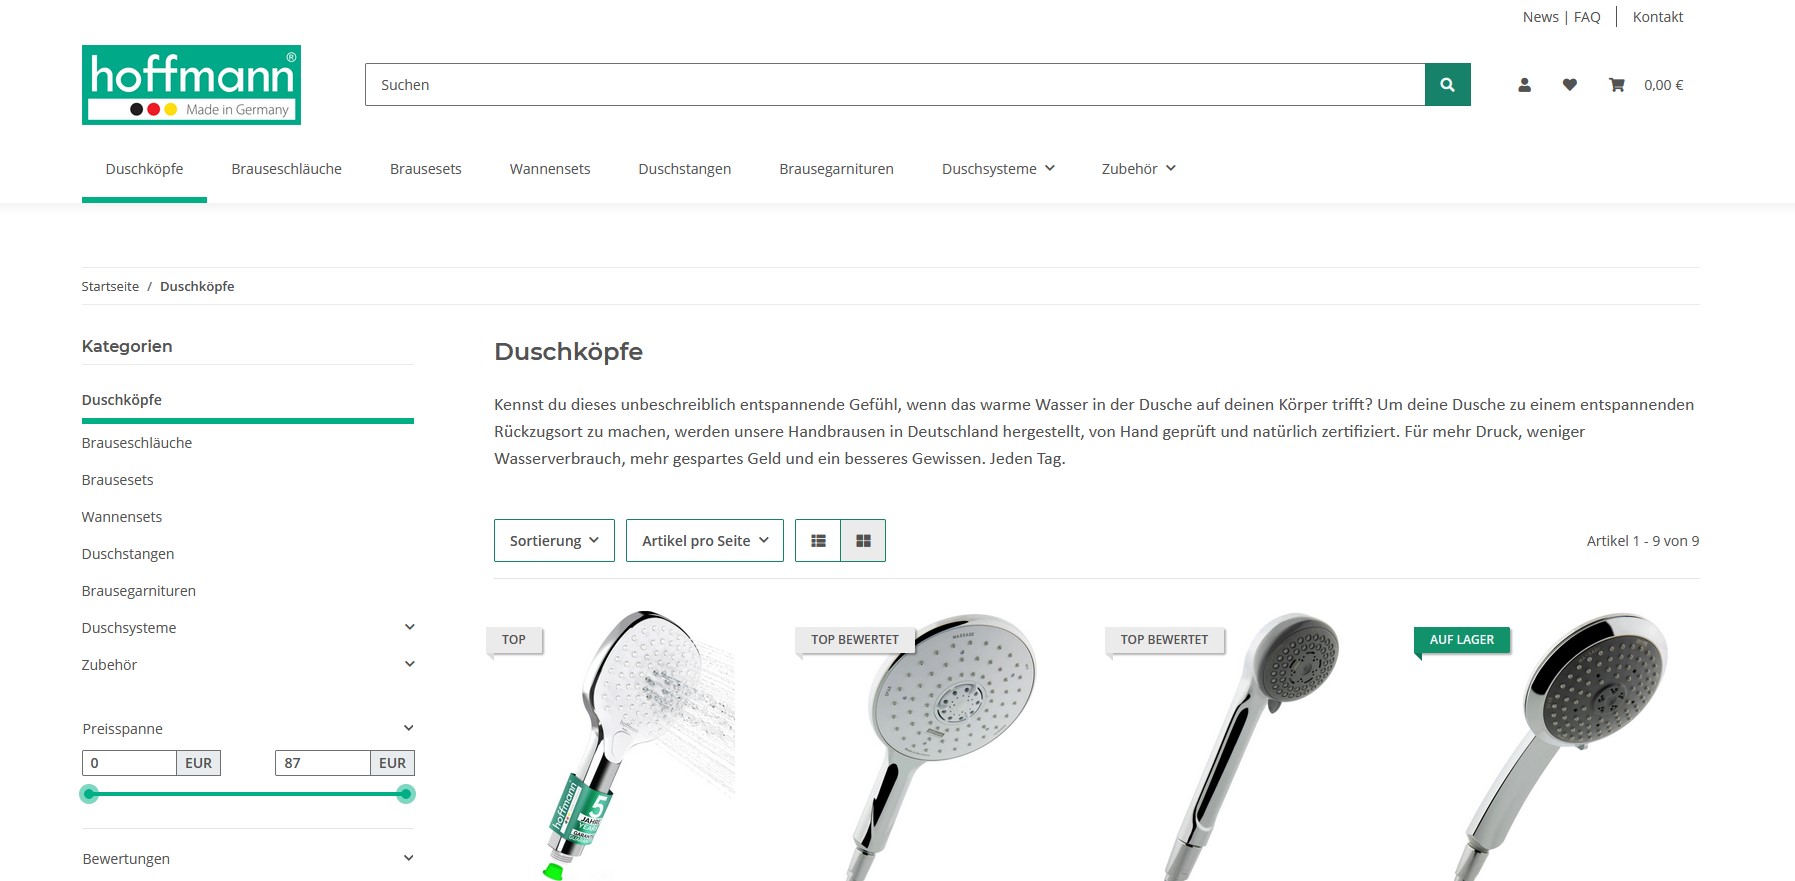 News | FAQ
Kontakt
hoffmann®
Made in Germany
Suchen
0,00 €
Duschköpfe
Brauseschläuche
Brausesets
Wannensets
Duschstangen
Brausegarnituren
Duschsysteme
Zubehör
Startseite / Duschköpfe
Kategorien
Duschköpfe
Brauseschläuche
Brausesets
Wannensets
Duschstangen
Brausegarnituren
Duschsysteme
Zubehör
Preisspanne
0 EUR
87 EUR
Bewertungen
Duschköpfe
Kennst du dieses unbeschreiblich entspannende Gefühl, wenn das warme Wasser in der Dusche auf deinen Körper trifft? Um deine Dusche zu einem entspannenden
Rückzugsort zu machen, werden unsere Handbrausen in Deutschland hergestellt, von Hand geprüft und natürlich zertifiziert. Für mehr Druck, weniger
Wasserverbrauch, mehr gespartes Geld und ein besseres Gewissen. Jeden Tag.
Sortierung
Artikel pro Seite
Artikel 1 - 9 von 9
TOP
hoffmann
hoffmann
5
JAHRE
YEARS
TOP BEWERTET
MASSAGE
TOP BEWERTET
AUF LAGER